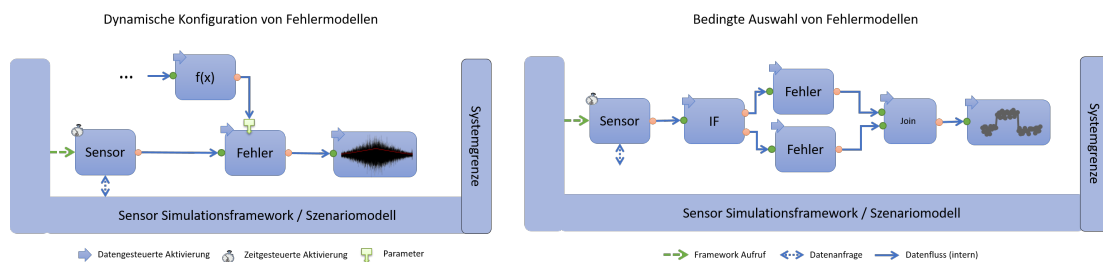 Dynamische Konfiguration von Fehlermodellen
...
f(x)
Sensor
Fehler
Systemgrenze
Sensor Simulationsframework / Szenariomodell
Datengesteuerte Aktivierung
Zeitgesteuerte Aktivierung
Parameter
Bedingte Auswahl von Fehlermodellen
Sensor
IF
Fehler
Fehler
Join
Systemgrenze
Sensor Simulationsframework / Szenariomodell
Framework Aufruf
Datenanfrage
Datenfluss (intern)